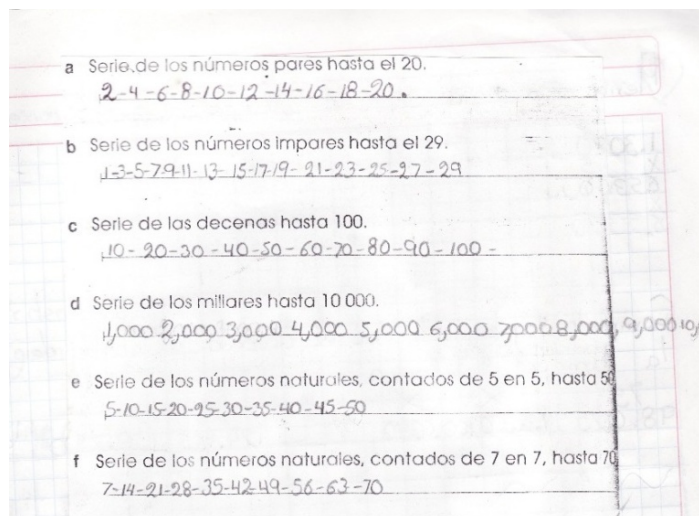 a Serie de los números pares hasta el 20.
2-4-6-8-10-12-14-16-18-20.
b Serie de los números impares hasta el 29.
1-3-5-7-9-11-13-15-17-19-21-23-25-27-29
c Serie de las decenas hasta 100.
10-20-30-40-50-60-70-80-90-100-
d Serie de los millares hasta 10 000.
1,000 2,000 3,000 4,000 5,000 6,000 7,000 8,000, 9,000 10,
e Serie de los números naturales, contados de 5 en 5, hasta 50
5-10-15-20-25-30-35-40-45-50
f Serie de los números naturales, contados de 7 en 7, hasta 70
7-14-21-28-35-42-49-56-63-70